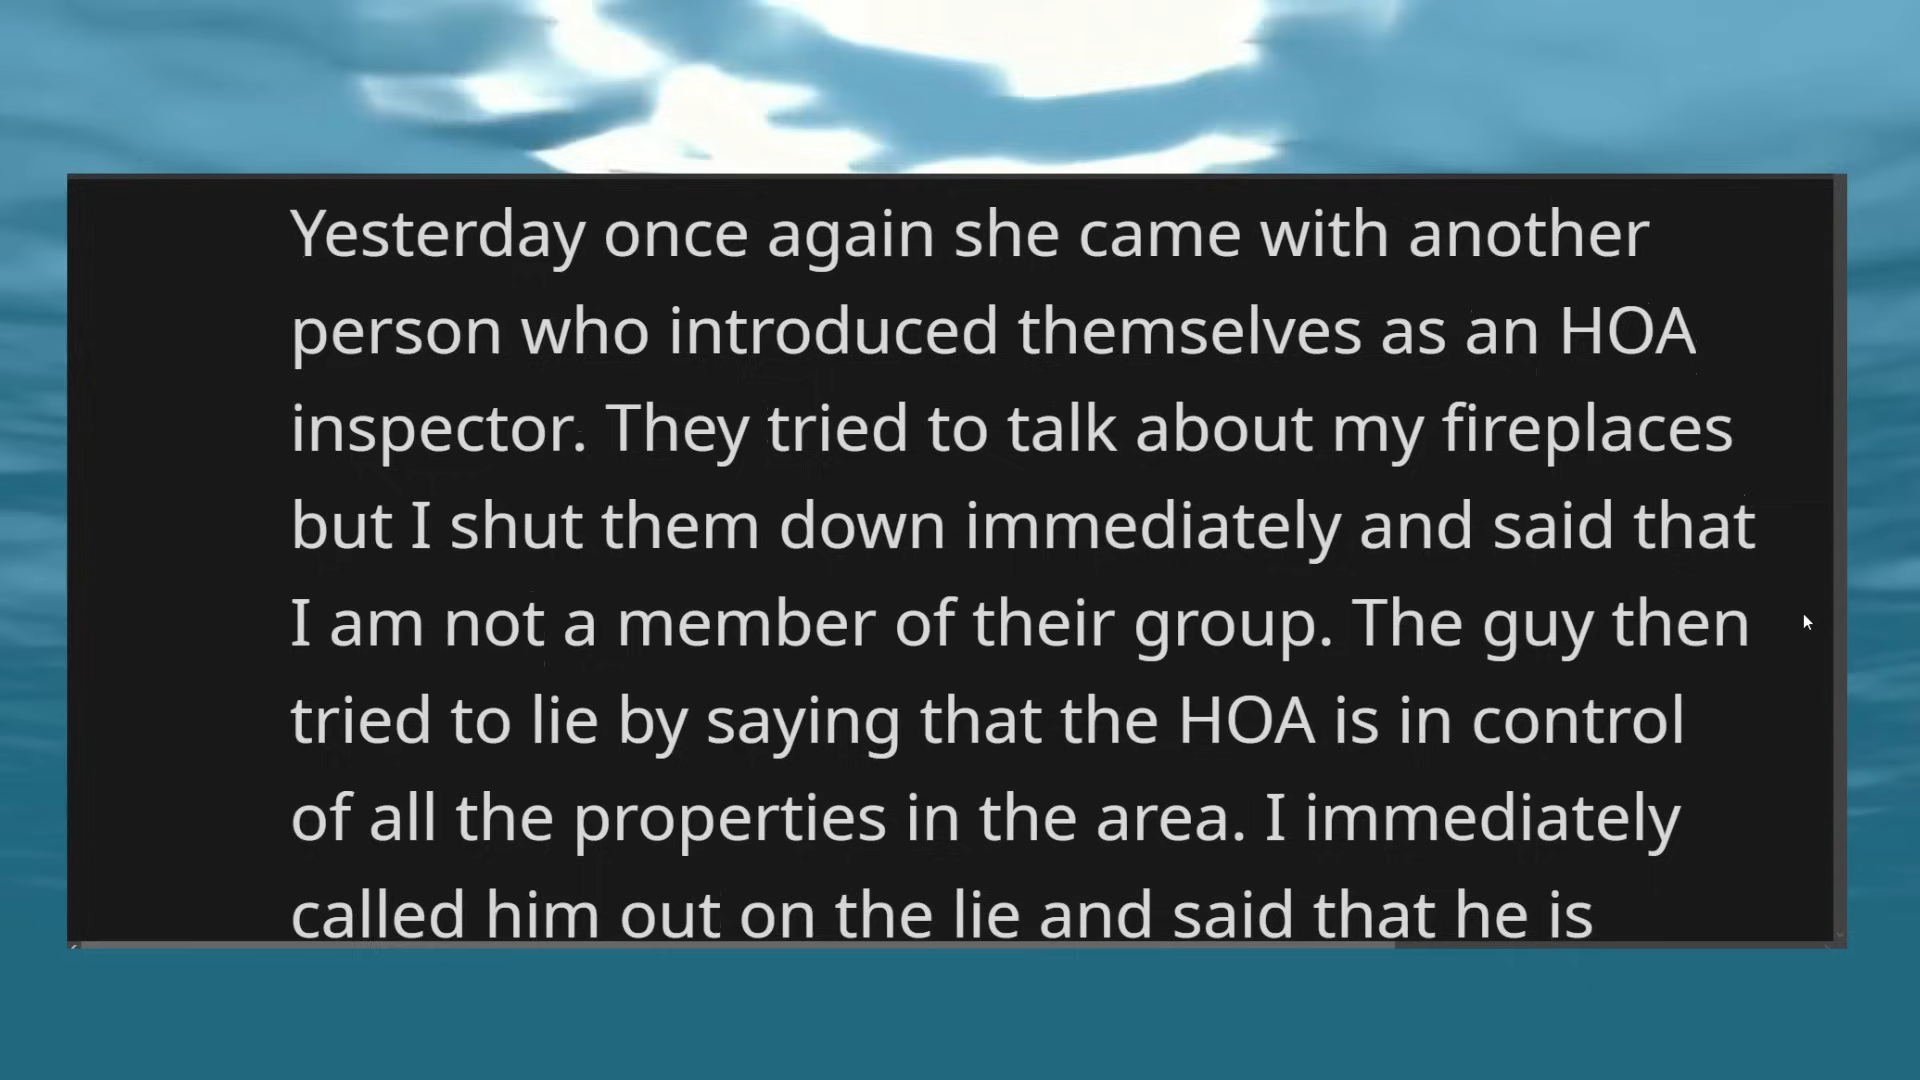 Yesterday once again she came with another
person who introduced themselves as an HOA
inspector. They tried to talk about my fireplaces
but I shut them down immediately and said that
I am not a member of their group. The guy then
tried to lie by saying that the HOA is in control
of all the properties in the area. I immediately
called him out on the lie and said that he is